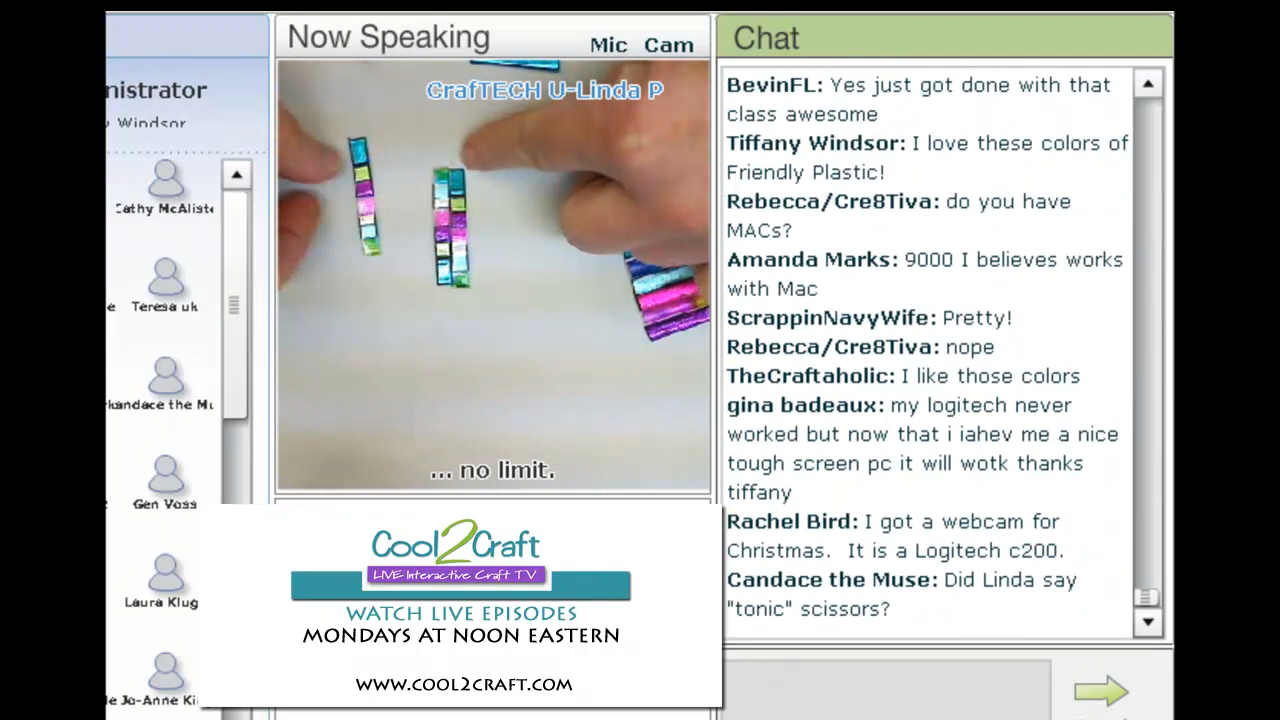 nistrator
y Windsor
Cathy McAliste
e Teresa uk
kandace the Mu
Gen Voss
Laura Klug
le Jo-Anne Ki
Now Speaking
Mic Cam
CrafTECH U-Linda P
... no limit.
Cool2Craft
LIVE Interactive Craft TV
WATCH LIVE EPISODES
MONDAYS AT NOON EASTERN
WWW.COOL2CRAFT.COM
Chat
BevinFL: Yes just got done with that
class awesome
Tiffany Windsor: I love these colors of
Friendly Plastic!
Rebecca/Cre8Tiva: do you have
MACs?
Amanda Marks: 9000 I believes works
with Mac
ScrappinNavyWife: Pretty!
Rebecca/Cre8Tiva: nope
TheCraftaholic: I like those colors
gina badeaux: my logitech never
worked but now that i iahev me a nice
tough screen pc it will wotk thanks
tiffany
Rachel Bird: I got a webcam for
Christmas. It is a Logitech c200.
Candace the Muse: Did Linda say
"tonic" scissors?